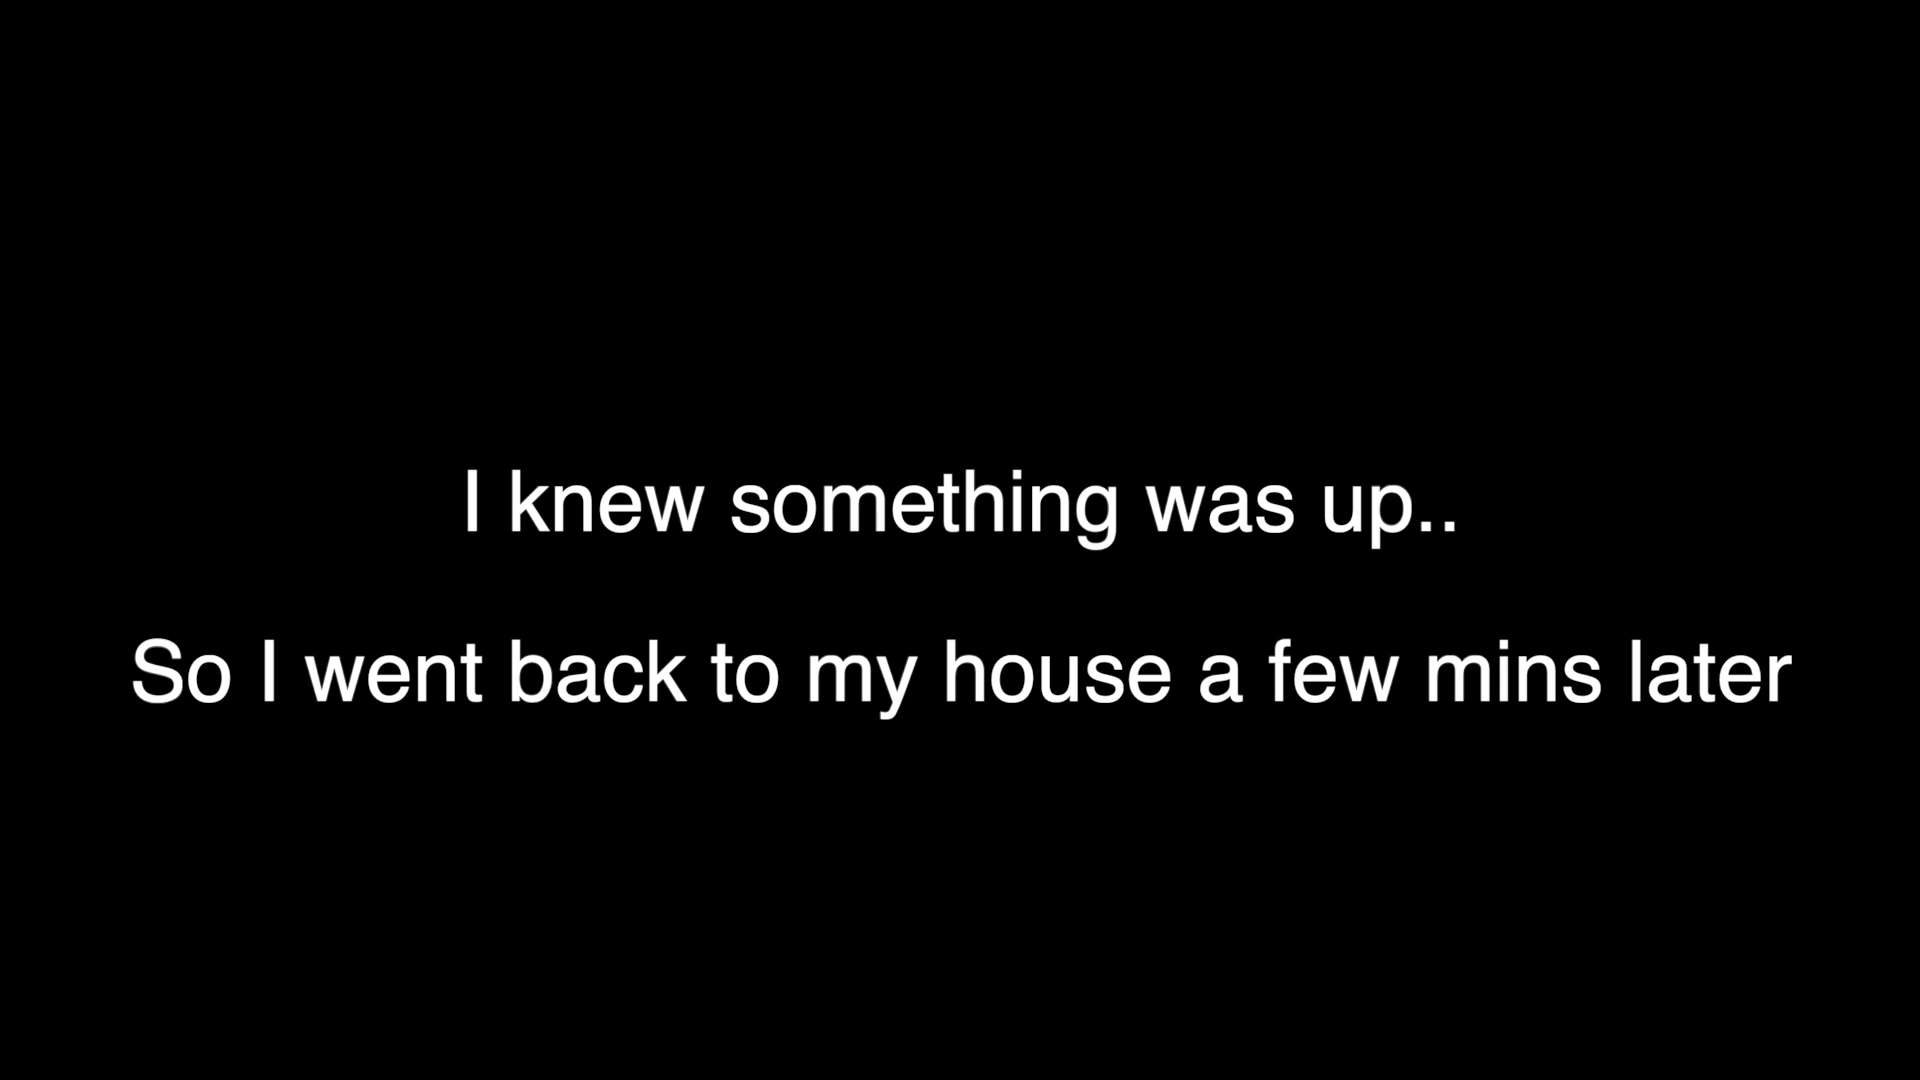 I knew something was up..
So I went back to my house a few mins later